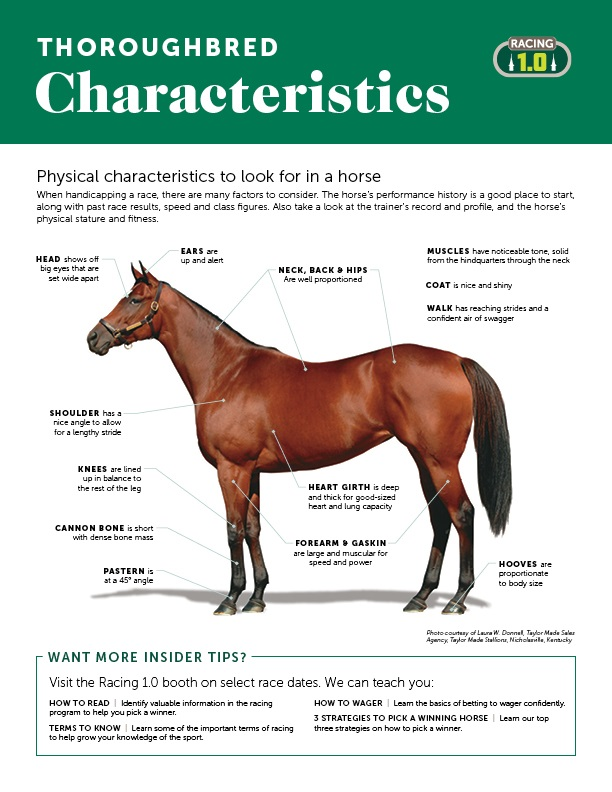 THOROUGHBRED
Characteristics
RACING
1.0
Physical characteristics to look for in a horse
When handicapping a race, there are many factors to consider. The horse's performance history is a good place to start,
along with past race results, speed and class figures. Also take a look at the trainer's record and profile, and the horse's
physical stature and fitness.
HEAD shows off
big eyes that are
set wide apart
EARS are
up and alert
NECK, BACK & HIPS
Are well proportioned
MUSCLES have noticeable tone, solid
from the hindquarters through the neck
COAT is nice and shiny
WALK has reaching strides and a
confident air of swagger
SHOULDER has a
nice angle to allow
for a lengthy stride
KNEES are lined
up in balance to
the rest of the leg
HEART GIRTH is deep
and thick for good-sized
heart and lung capacity
CANNON BONE is short
with dense bone mass
FOREARM & GASKIN
are large and muscular for
speed and power
PASTERN is
at a 45° angle
HOOVES are
proportionate
to body size
Photo courtesy of Laura W. Donnell, Taylor Made Sales
Agency, Taylor Made Stallions, Nicholasville, Kentucky
WANT MORE INSIDER TIPS?
Visit the Racing 1.0 booth on select race dates. We can teach you:
HOW TO READ | Identify valuable information in the racing
program to help you pick a winner.
TERMS TO KNOW | Learn some of the important terms of racing
to help grow your knowledge of the sport.
HOW TO WAGER | Learn the basics of betting to wager confidently.
3 STRATEGIES TO PICK A WINNING HORSE | Learn our top
three strategies on how to pick a winner.